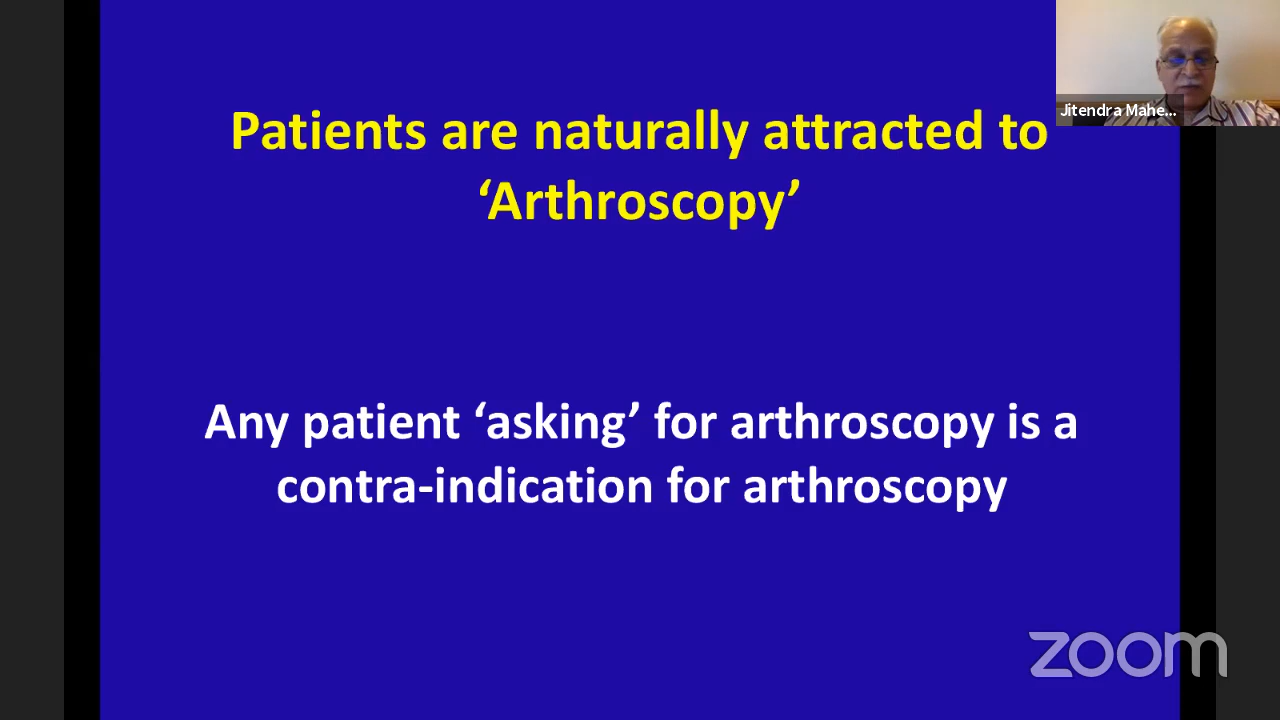 Patients are naturally attracted to
‘Arthroscopy’
Any patient ‘asking’ for arthroscopy is a
contra-indication for arthroscopy
Jitendra Mahe...
zoom